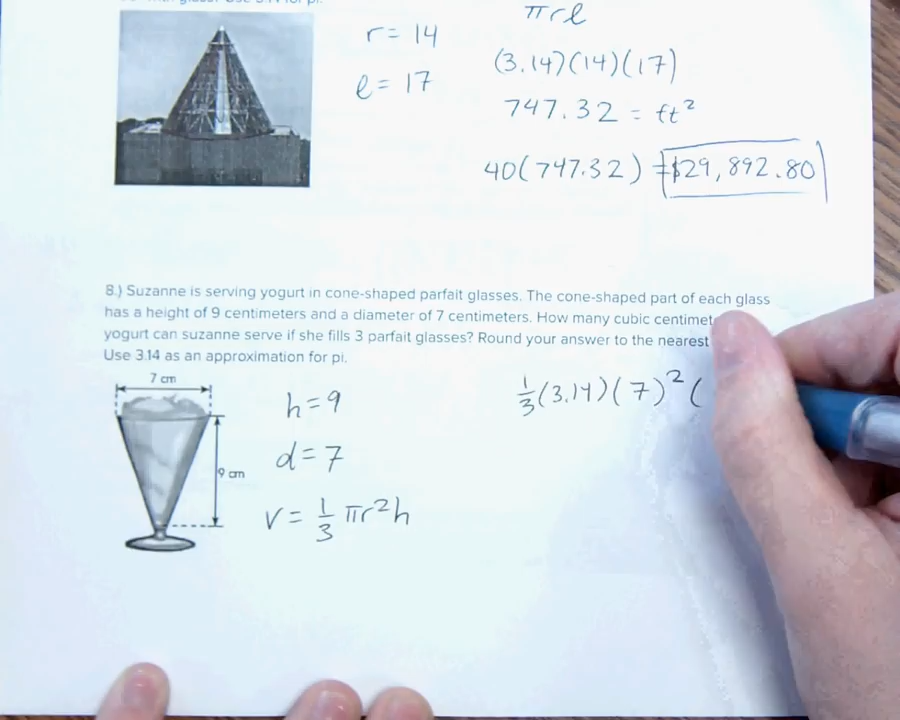 πrl
r = 14
l = 17
(3.14)(14)(17)
747.32 = ft²
40(747.32) = $29,892.80
8.) Suzanne is serving yogurt in cone-shaped parfait glasses. The cone-shaped part of each glass
has a height of 9 centimeters and a diameter of 7 centimeters. How many cubic centimet
yogurt can suzanne serve if she fills 3 parfait glasses? Round your answer to the nearest
Use 3.14 as an approximation for pi.
7 cm
9 cm
h = 9
d = 7
V = 1/3 πr²h
1/3 (3.14)(7)² (